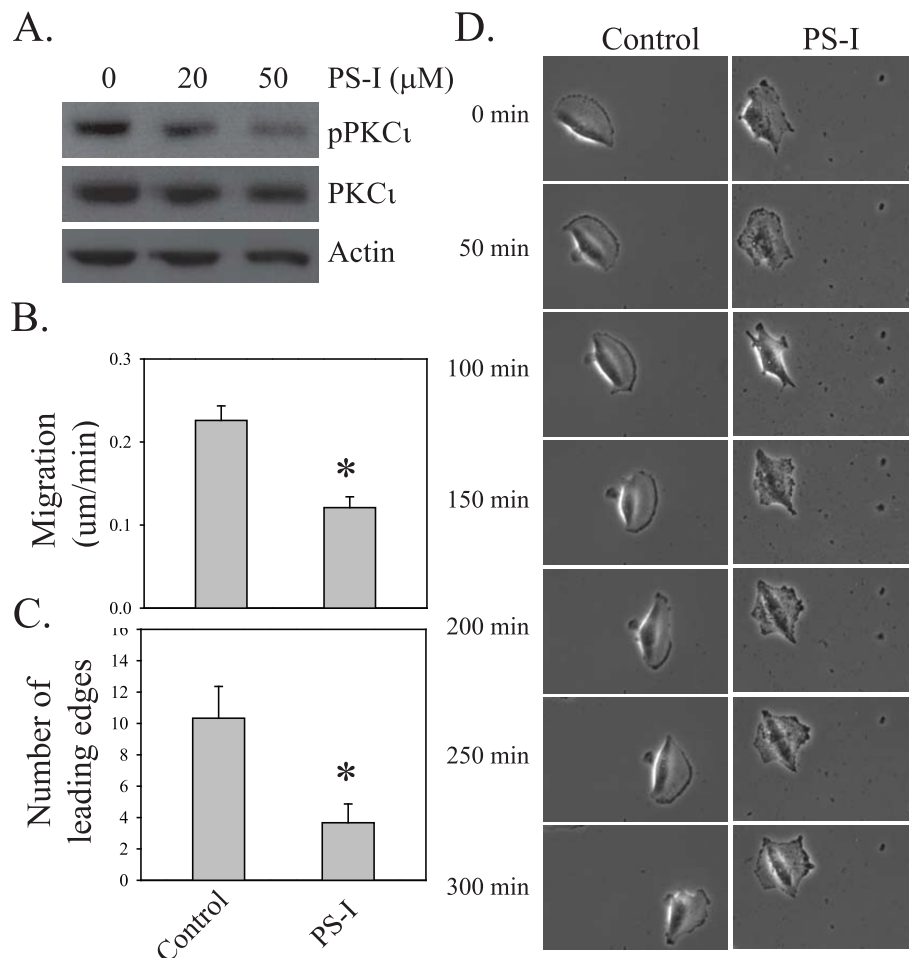 A.
0 20 50 PS-I (μM)
pPKCι
PKCι
Actin
B.
Migration
(um/min)
0.3
0.2
0.1
0.0
*
C.
Number of
leading edges
16
14
12
10
8
6
4
2
0
*
Control
PS-I
D.
Control PS-I
0 min
50 min
100 min
150 min
200 min
250 min
300 min